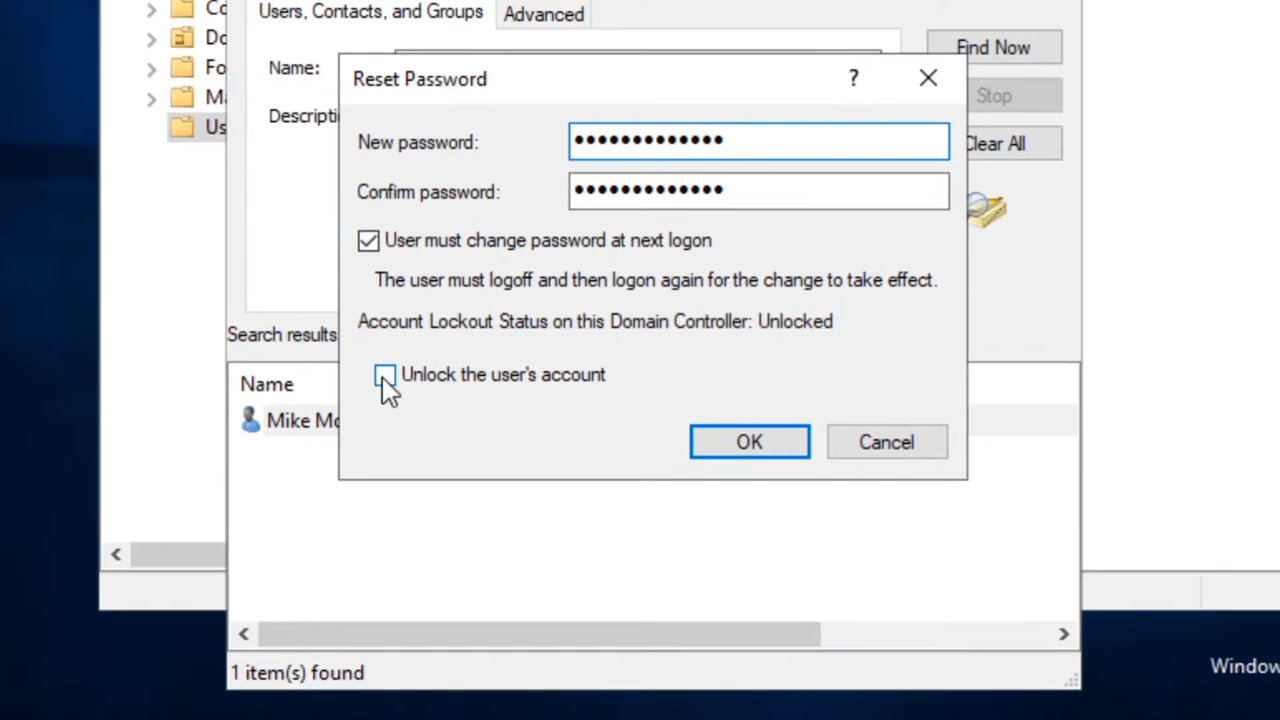 Users, Contacts, and Groups
Advanced
Find Now
Name:
Reset Password
?
Stop
New password:
Clear All
Confirm password:
User must change password at next logon
The user must logoff and then logon again for the change to take effect.
Account Lockout Status on this Domain Controller: Unlocked
Search results
Unlock the user's account
Name
Mike
OK
Cancel
1 item(s) found